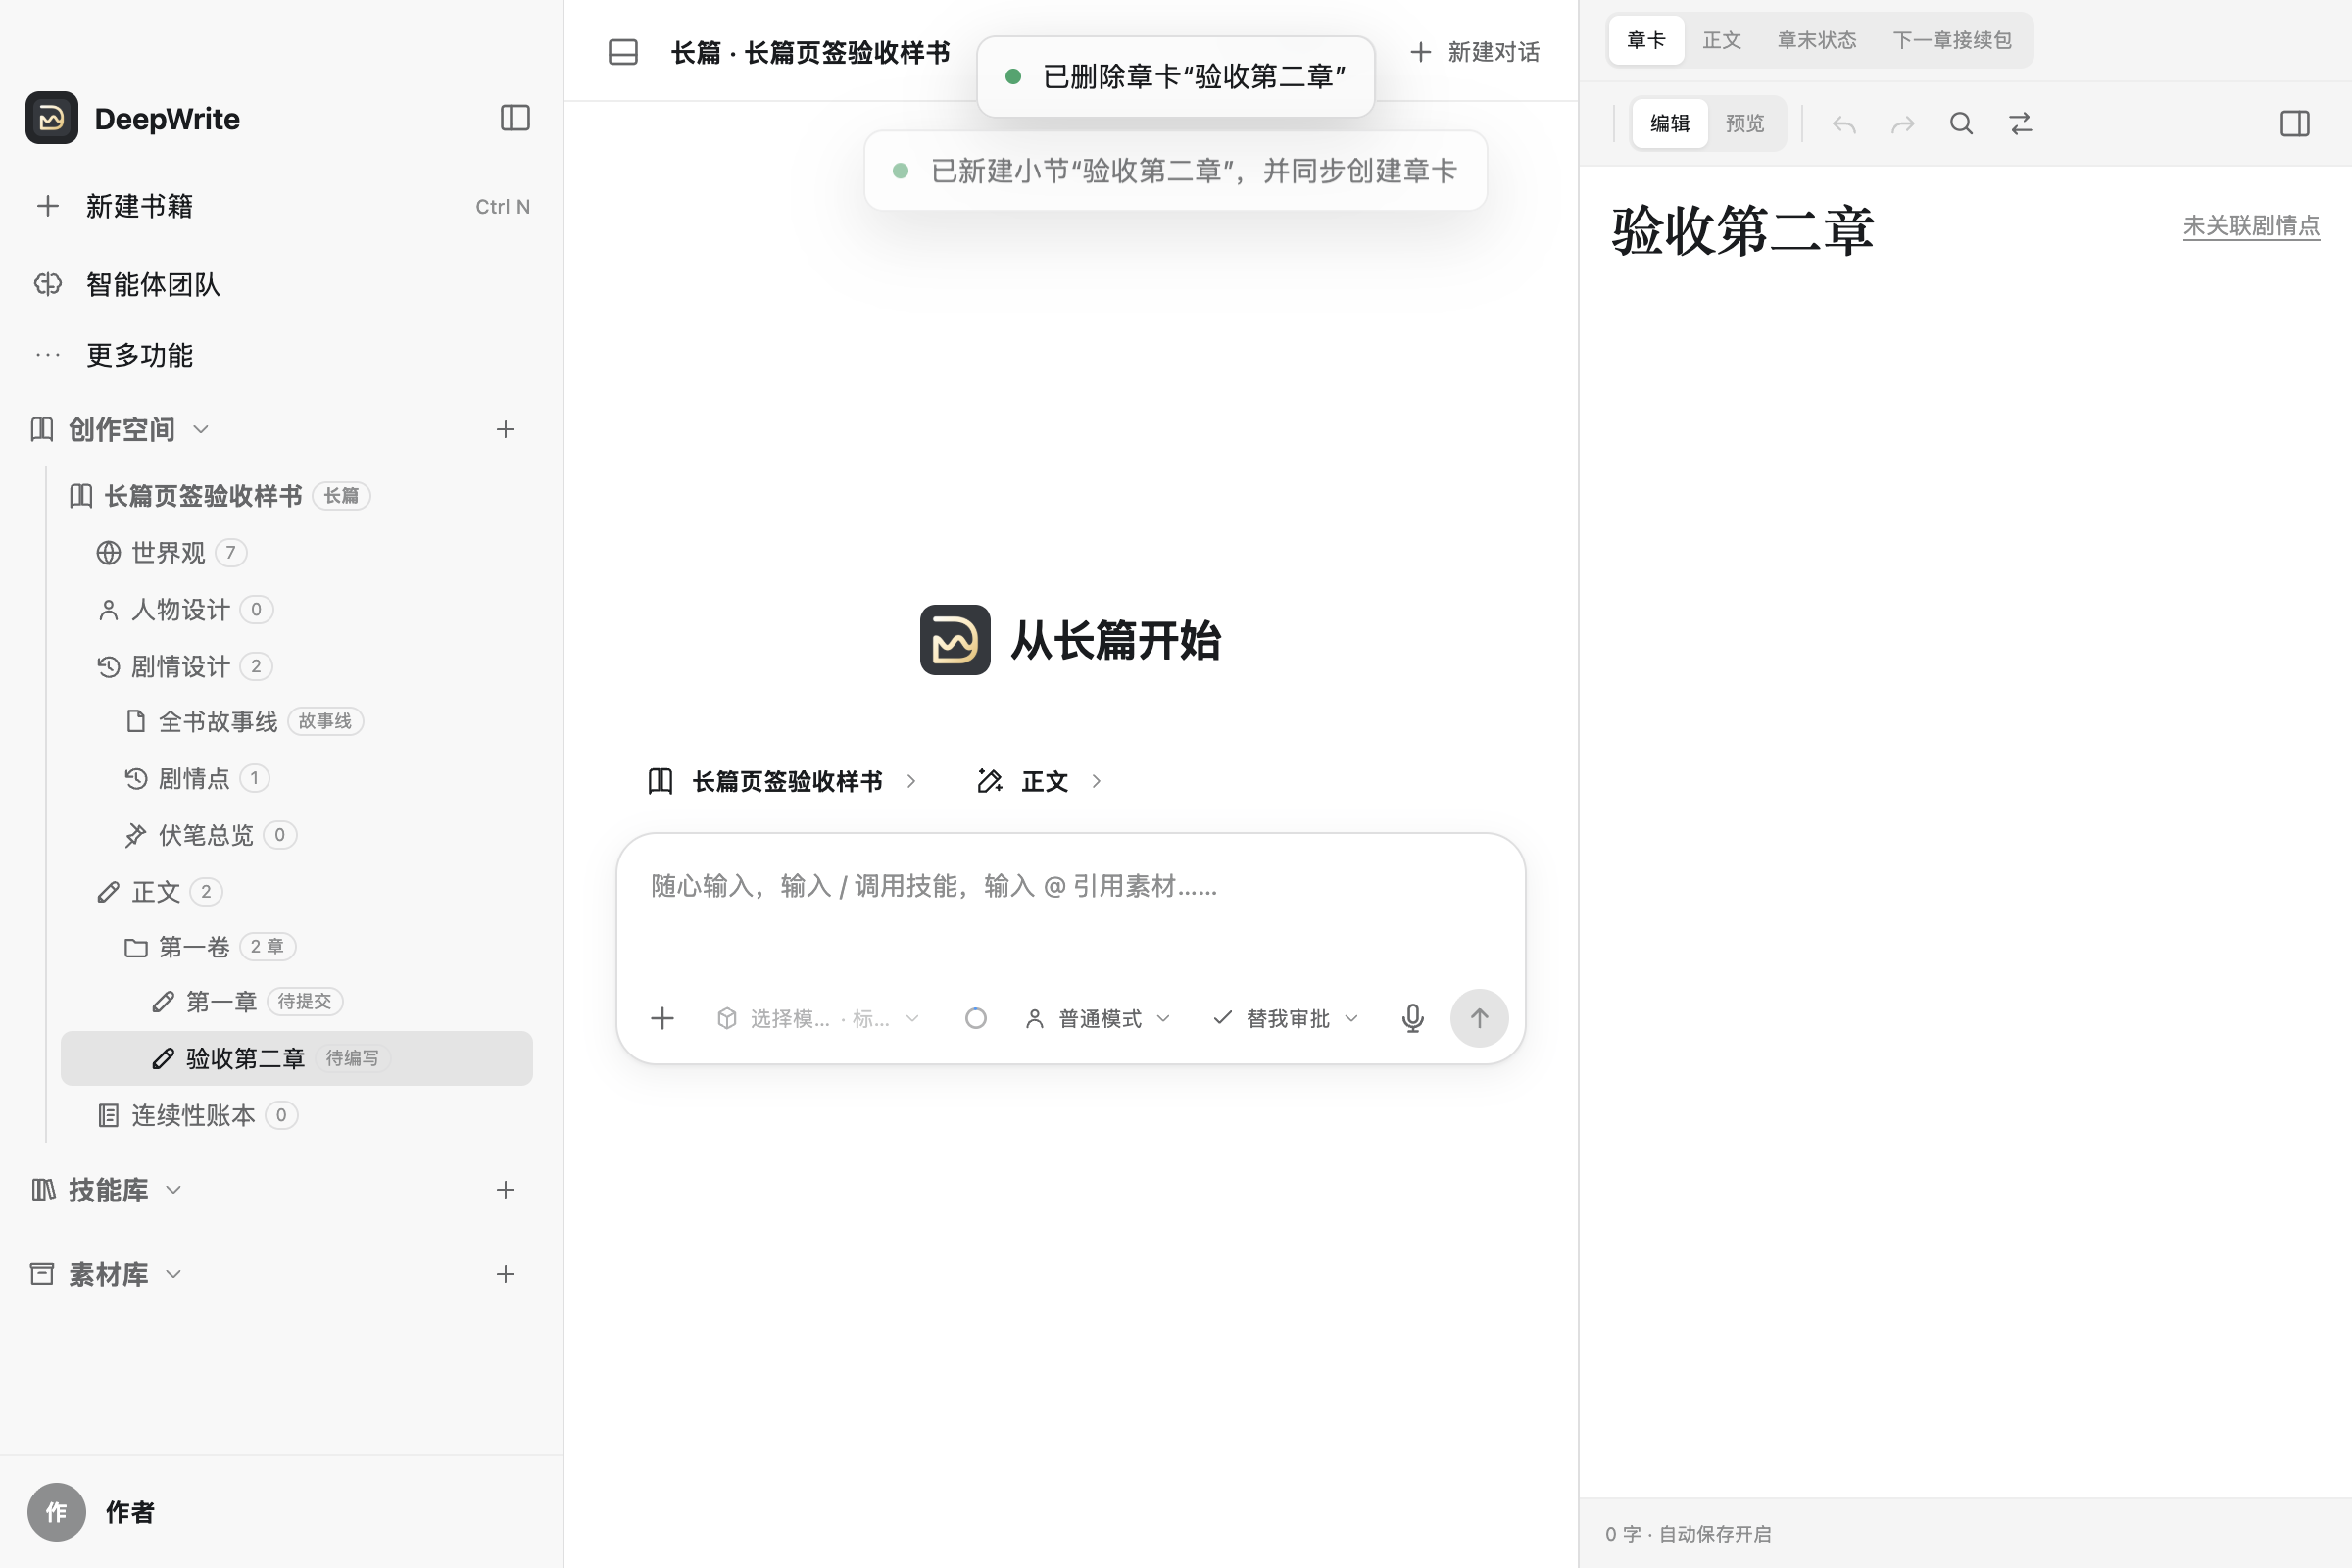 DeepWrite
新建书籍 Ctrl N
智能体团队
更多功能
创作空间
长篇页签验收样书 长篇
世界观 7
人物设计 0
剧情设计 2
全书故事线 故事线
剧情点 1
伏笔总览 0
正文 2
第一卷 2 章
第一章 待提交
验收第二章 待编写
连续性账本 0
技能库
素材库
作 作者
长篇 · 长篇页签验收样书
新建对话
已删除章卡“验收第二章”
已新建小节“验收第二章”，并同步创建章卡
从长篇开始
长篇页签验收样书 正文
随心输入，输入 / 调用技能，输入 @ 引用素材......
选择模... · 标... 普通模式 替我审批
章卡 正文 章末状态 下一章接续包
编辑 预览
验收第二章 未关联剧情点
0 字 · 自动保存开启